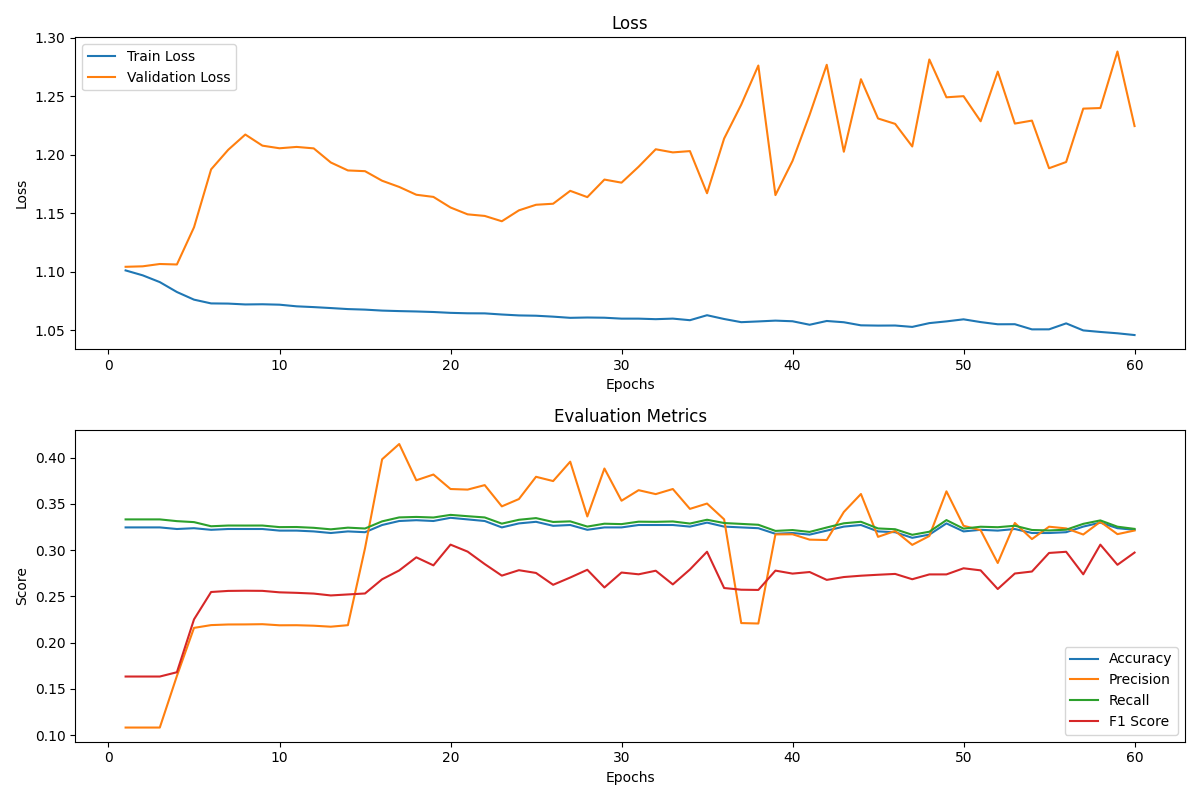 Loss
Train Loss
Validation Loss
1.30
1.25
1.20
1.15
1.10
1.05
Loss
0 10 20 30 40 50 60
Epochs
Evaluation Metrics
0.40
0.35
0.30
0.25
0.20
0.15
0.10
Score
Accuracy
Precision
Recall
F1 Score
0 10 20 30 40 50 60
Epochs